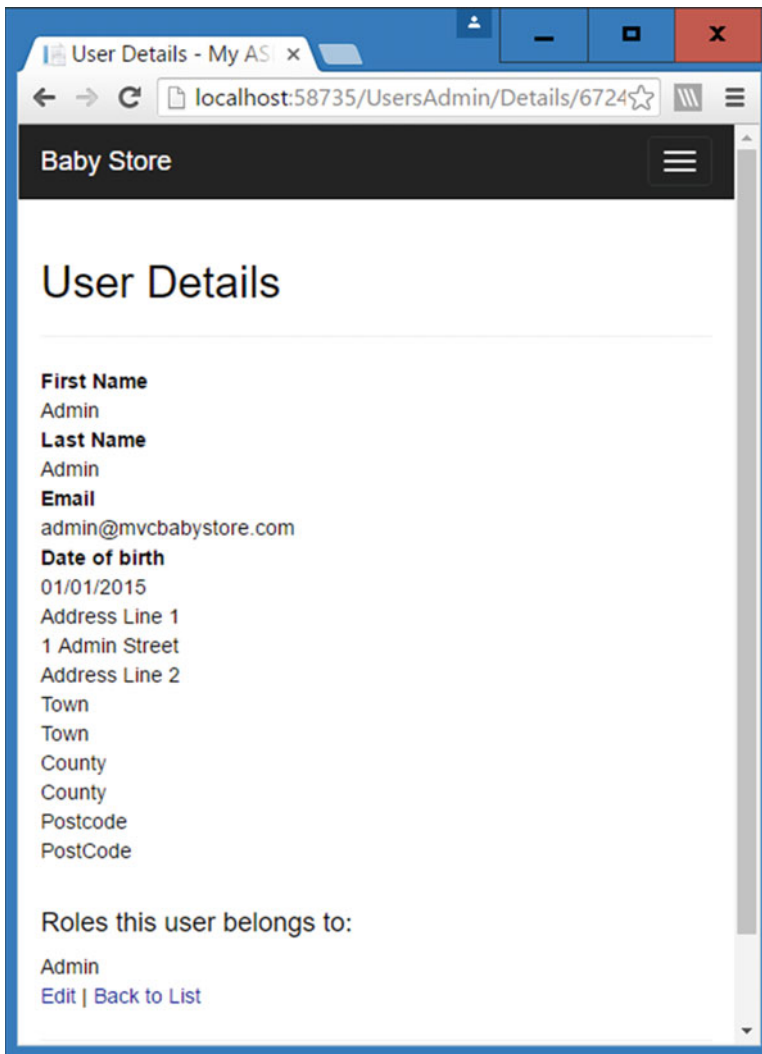 User Details - My AS
localhost:58735/UsersAdmin/Details/6724
Baby Store
User Details
First Name
Admin
Last Name
Admin
Email
admin@mvcbabystore.com
Date of birth
01/01/2015
Address Line 1
1 Admin Street
Address Line 2
Town
Town
County
County
Postcode
PostCode
Roles this user belongs to:
Admin
Edit | Back to List